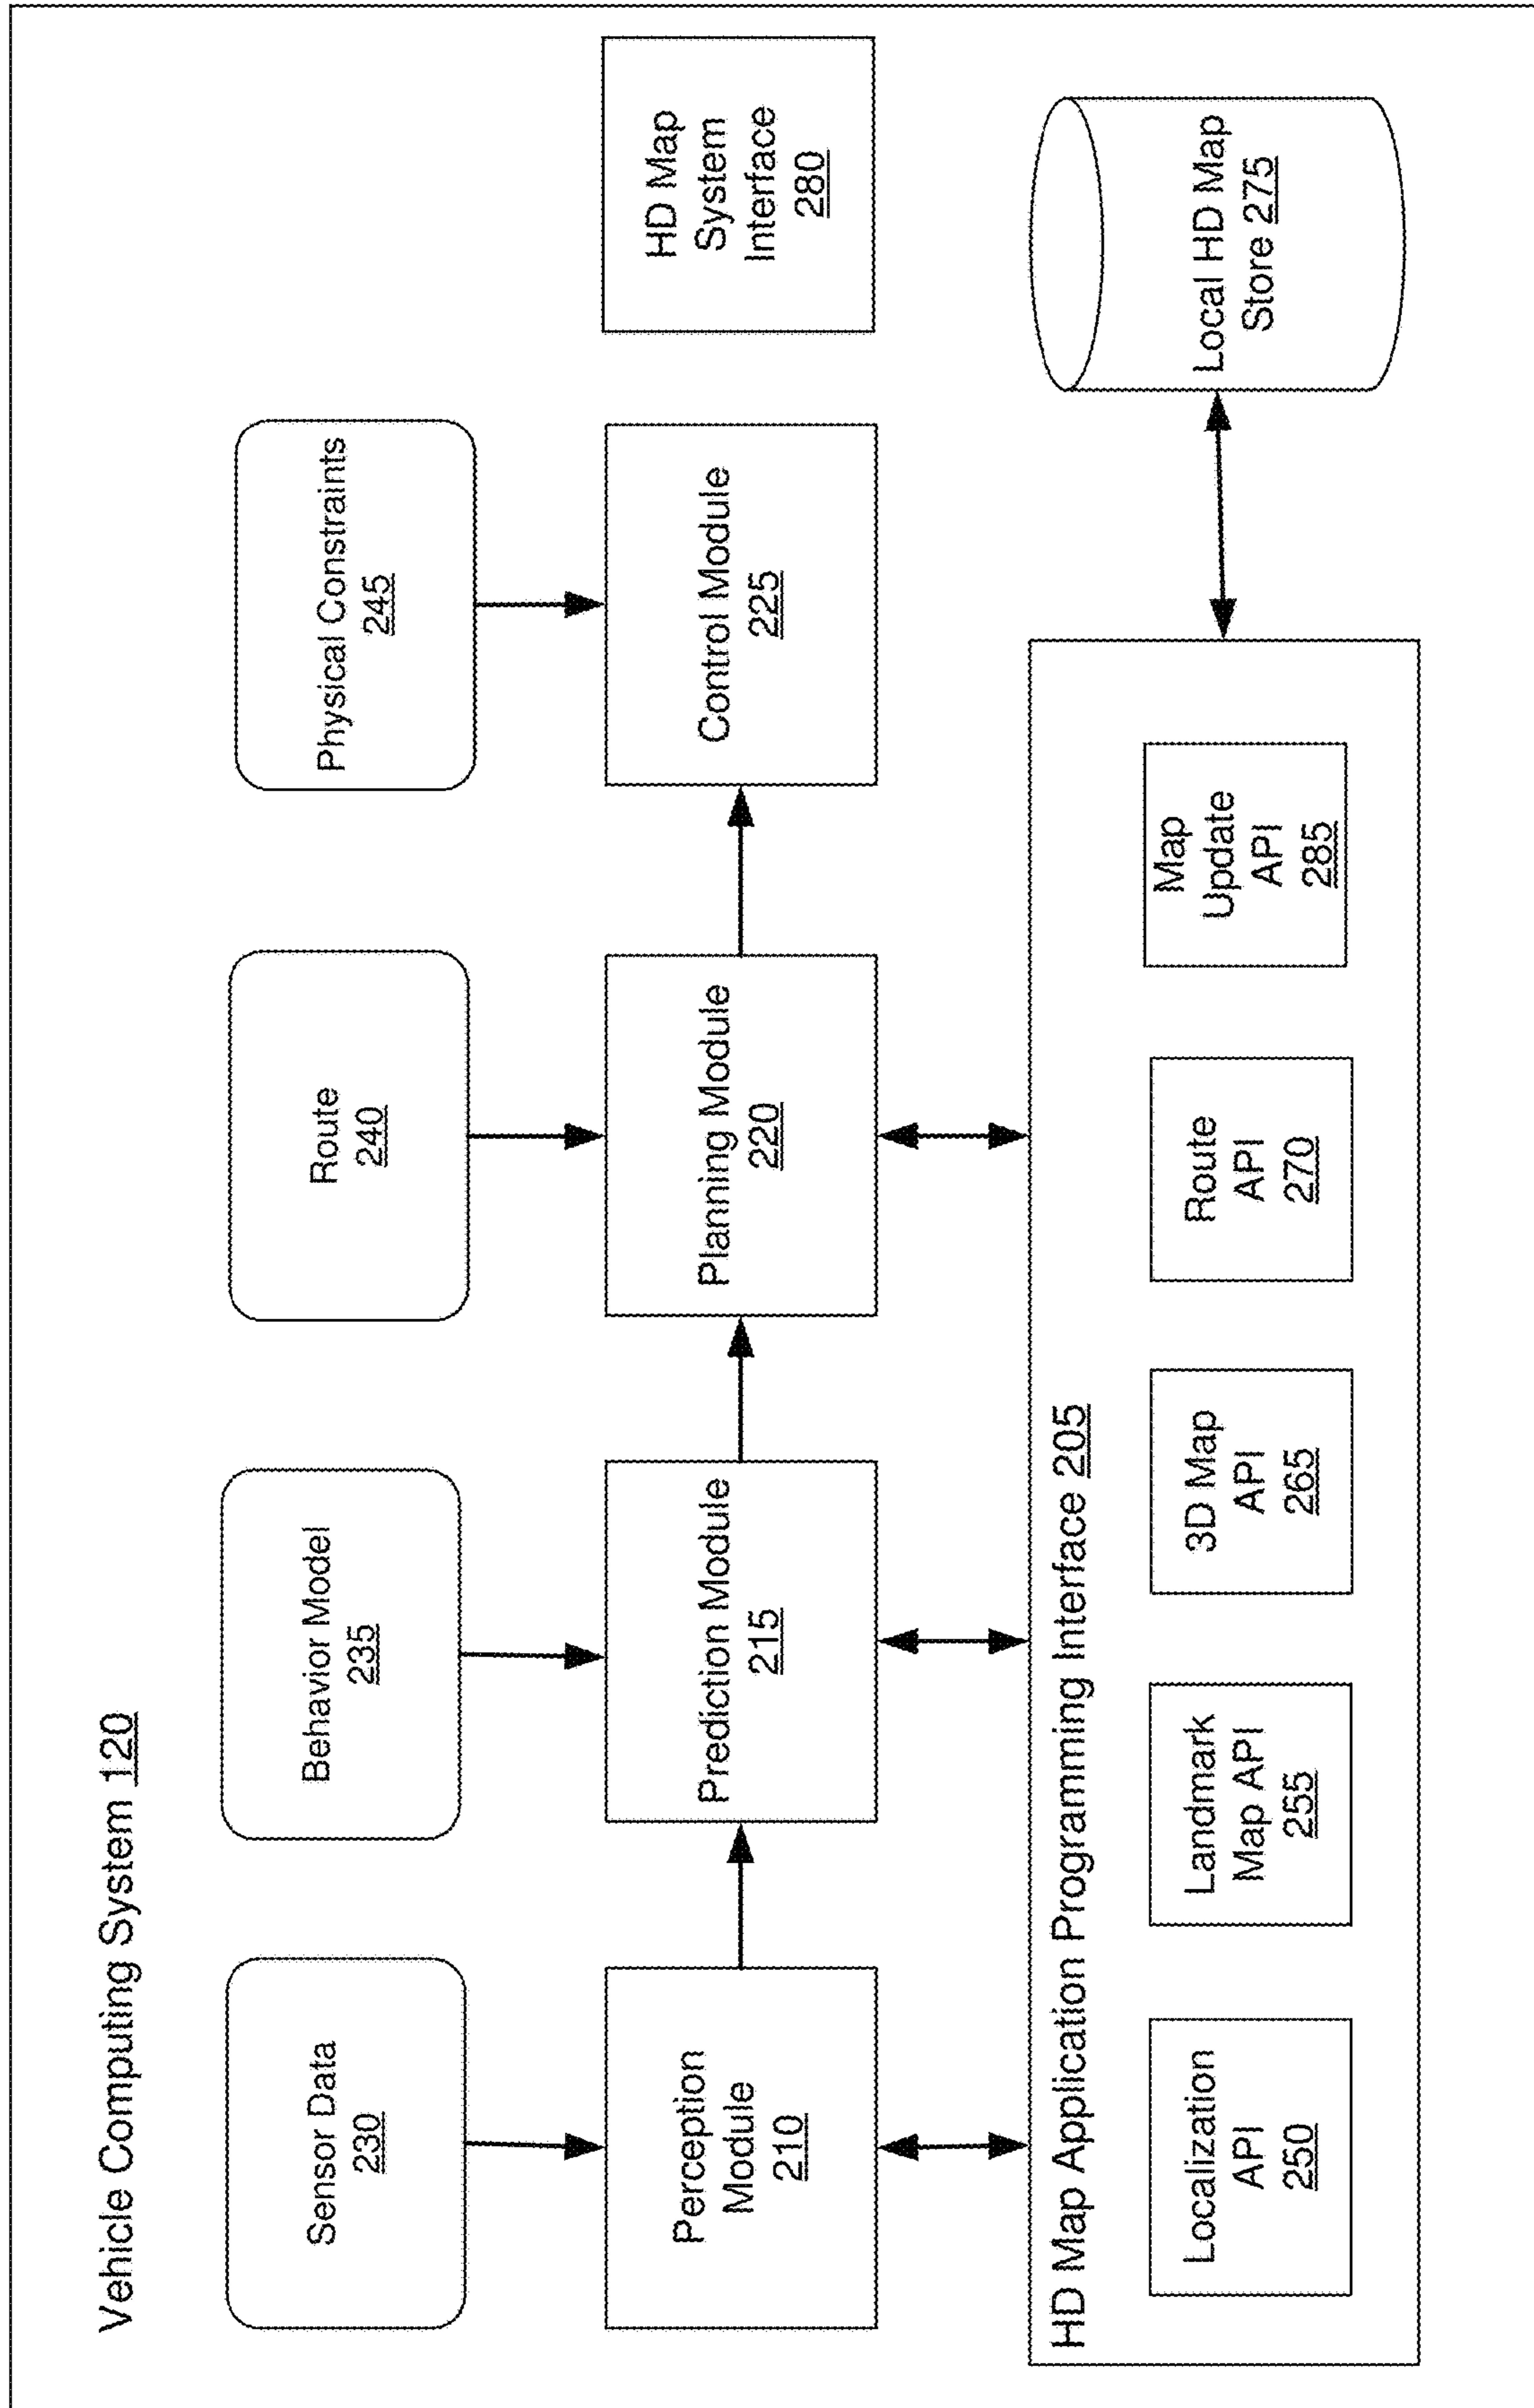 Vehicle Computing System 120
Sensor Data
230
Behavior Model
235
Route
240
Physical Constraints
245
Perception
Module
210
Prediction Module
215
Planning Module
220
Control Module
225
HD Map
System
Interface
280
HD Map Application Programming Interface 205
Localization
API
250
Landmark
Map API
255
3D Map
API
265
Route
API
270
Map
Update
API
285
Local HD Map
Store 275